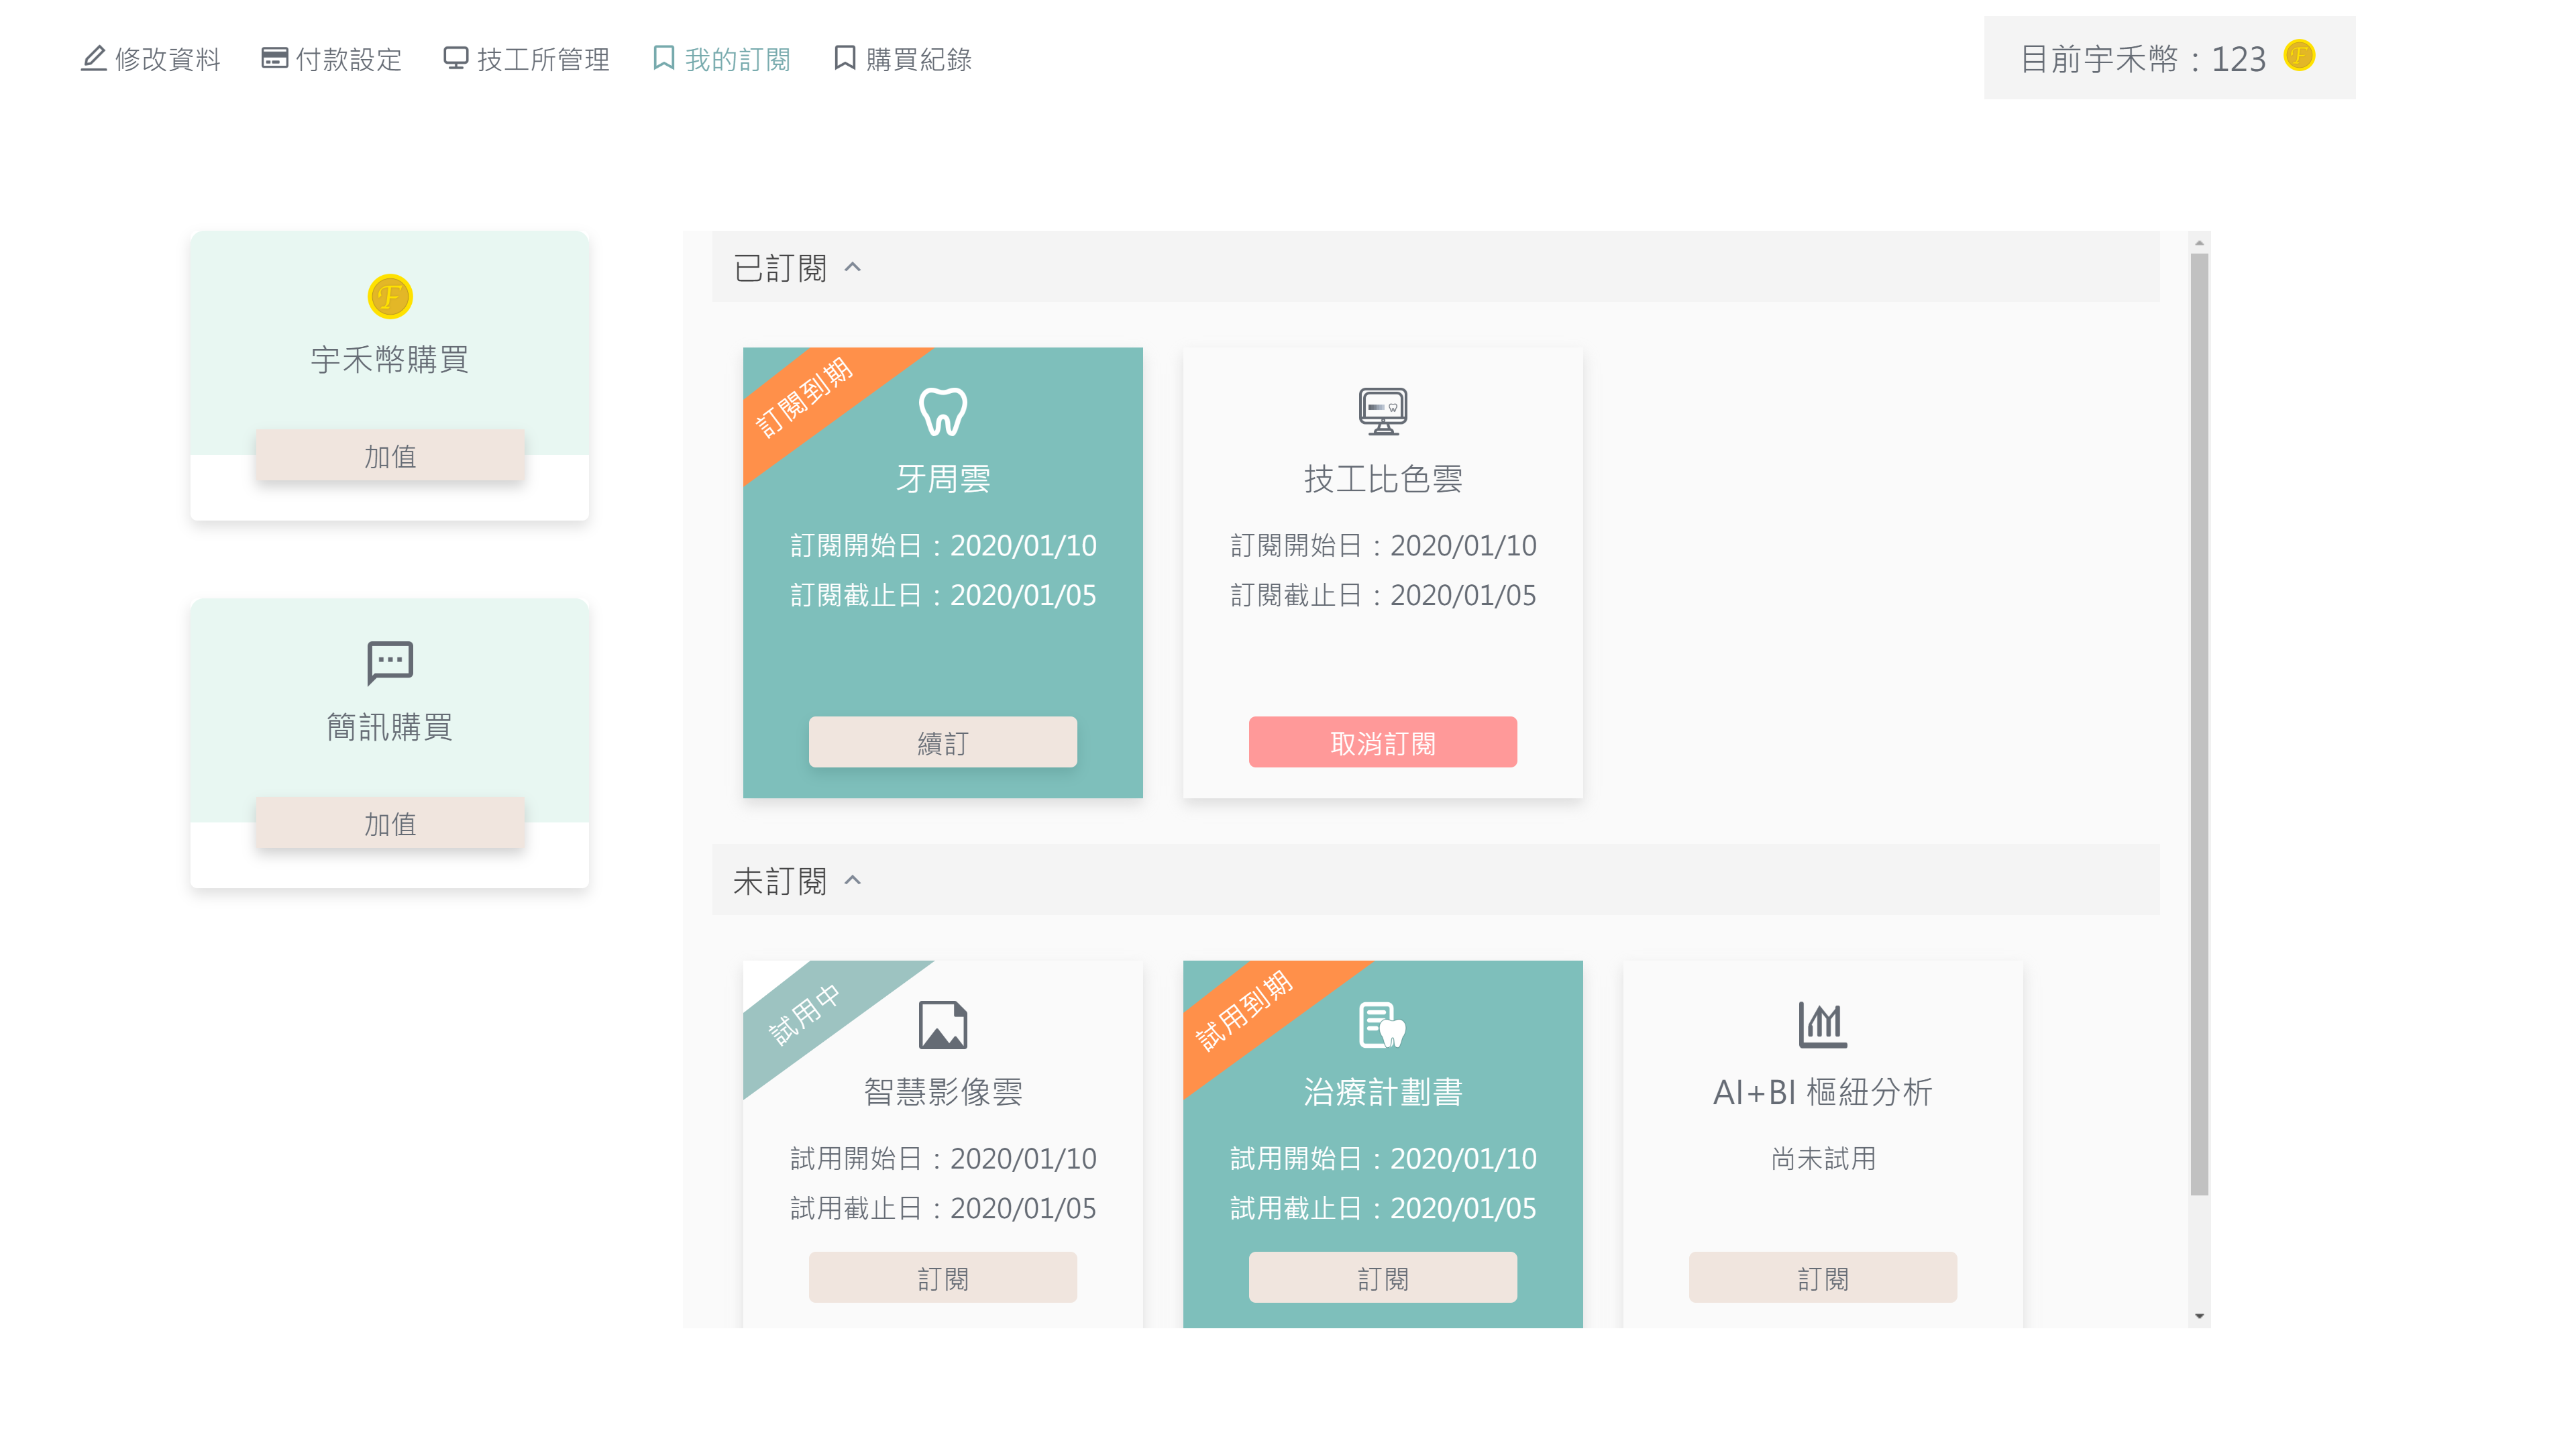 修改資料
付款設定
技工所管理
我的訂閱
購買紀錄
目前宇禾幣：123
宇禾幣購買
加值
簡訊購買
加值
已訂閱
訂閱到期
牙周雲
訂閱開始日：2020/01/10
訂閱截止日：2020/01/05
續訂
技工比色雲
訂閱開始日：2020/01/10
訂閱截止日：2020/01/05
取消訂閱
未訂閱
試用中
智慧影像雲
試用開始日：2020/01/10
試用截止日：2020/01/05
訂閱
試用到期
治療計劃書
試用開始日：2020/01/10
試用截止日：2020/01/05
訂閱
AI+BI 樞紐分析
尚未試用
訂閱